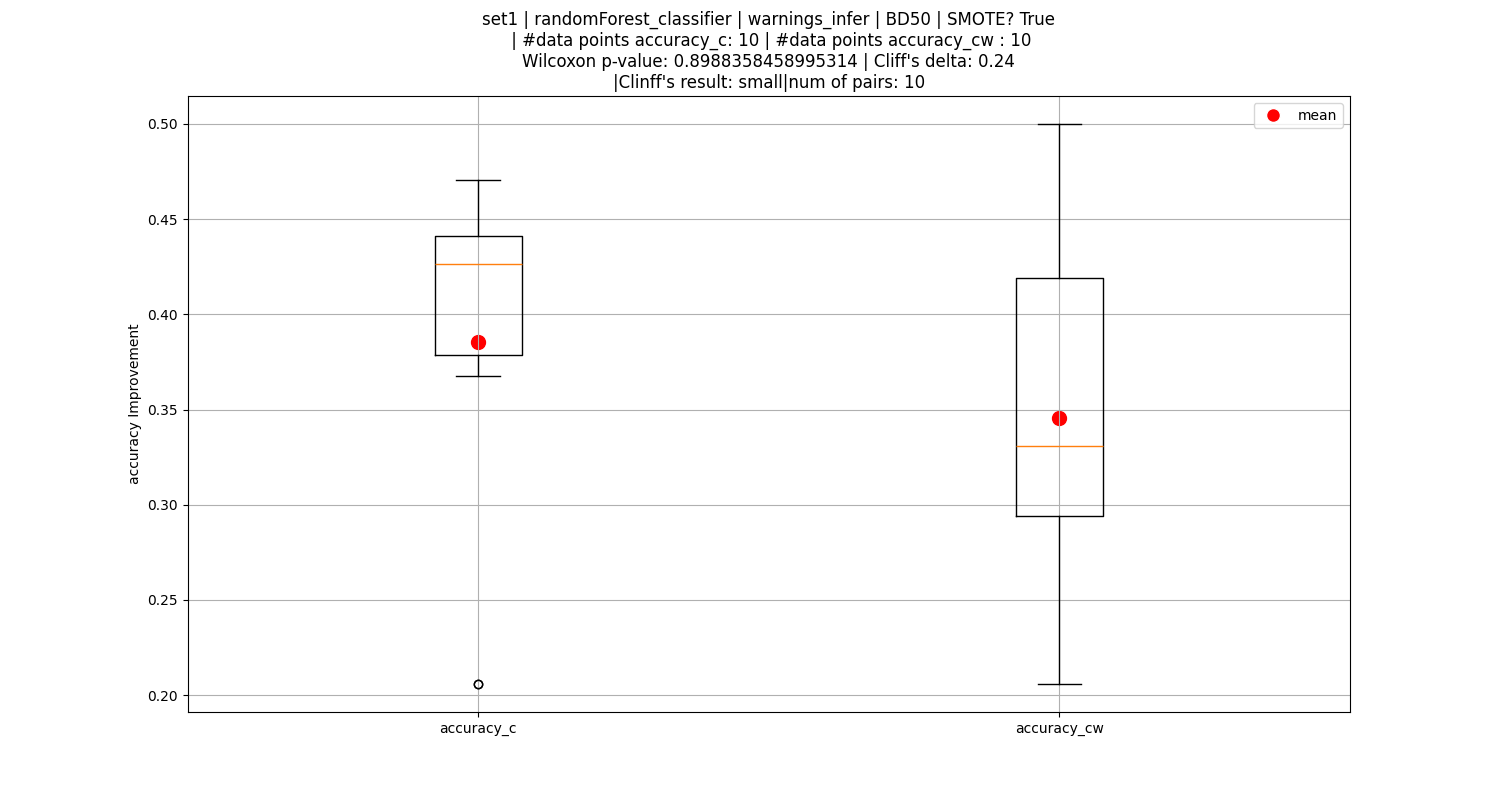 set1 | randomForest_classifier | warnings_infer | BD50 | SMOTE? True
| #data points accuracy_c: 10 | #data points accuracy_cw : 10
Wilcoxon p-value: 0.8988358458995314 | Cliff's delta: 0.24
|Clinff's result: small|num of pairs: 10
mean
0.50
0.45
0.40
0.35
0.30
0.25
0.20
accuracy Improvement
accuracy_c
accuracy_cw